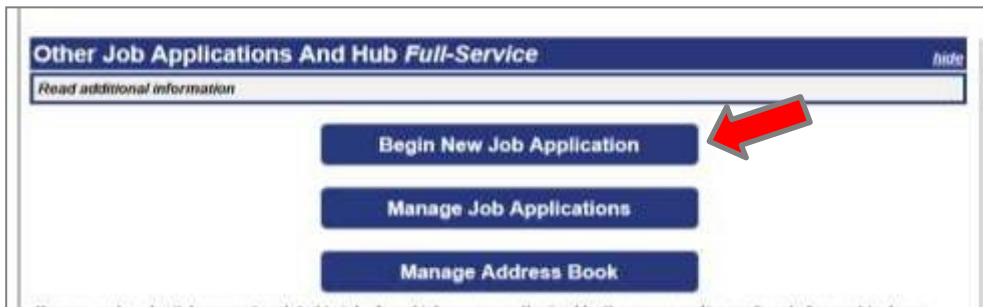 Other Job Applications And Hub Full-Service hide
Read additional information
Begin New Job Application
Manage Job Applications
Manage Address Book